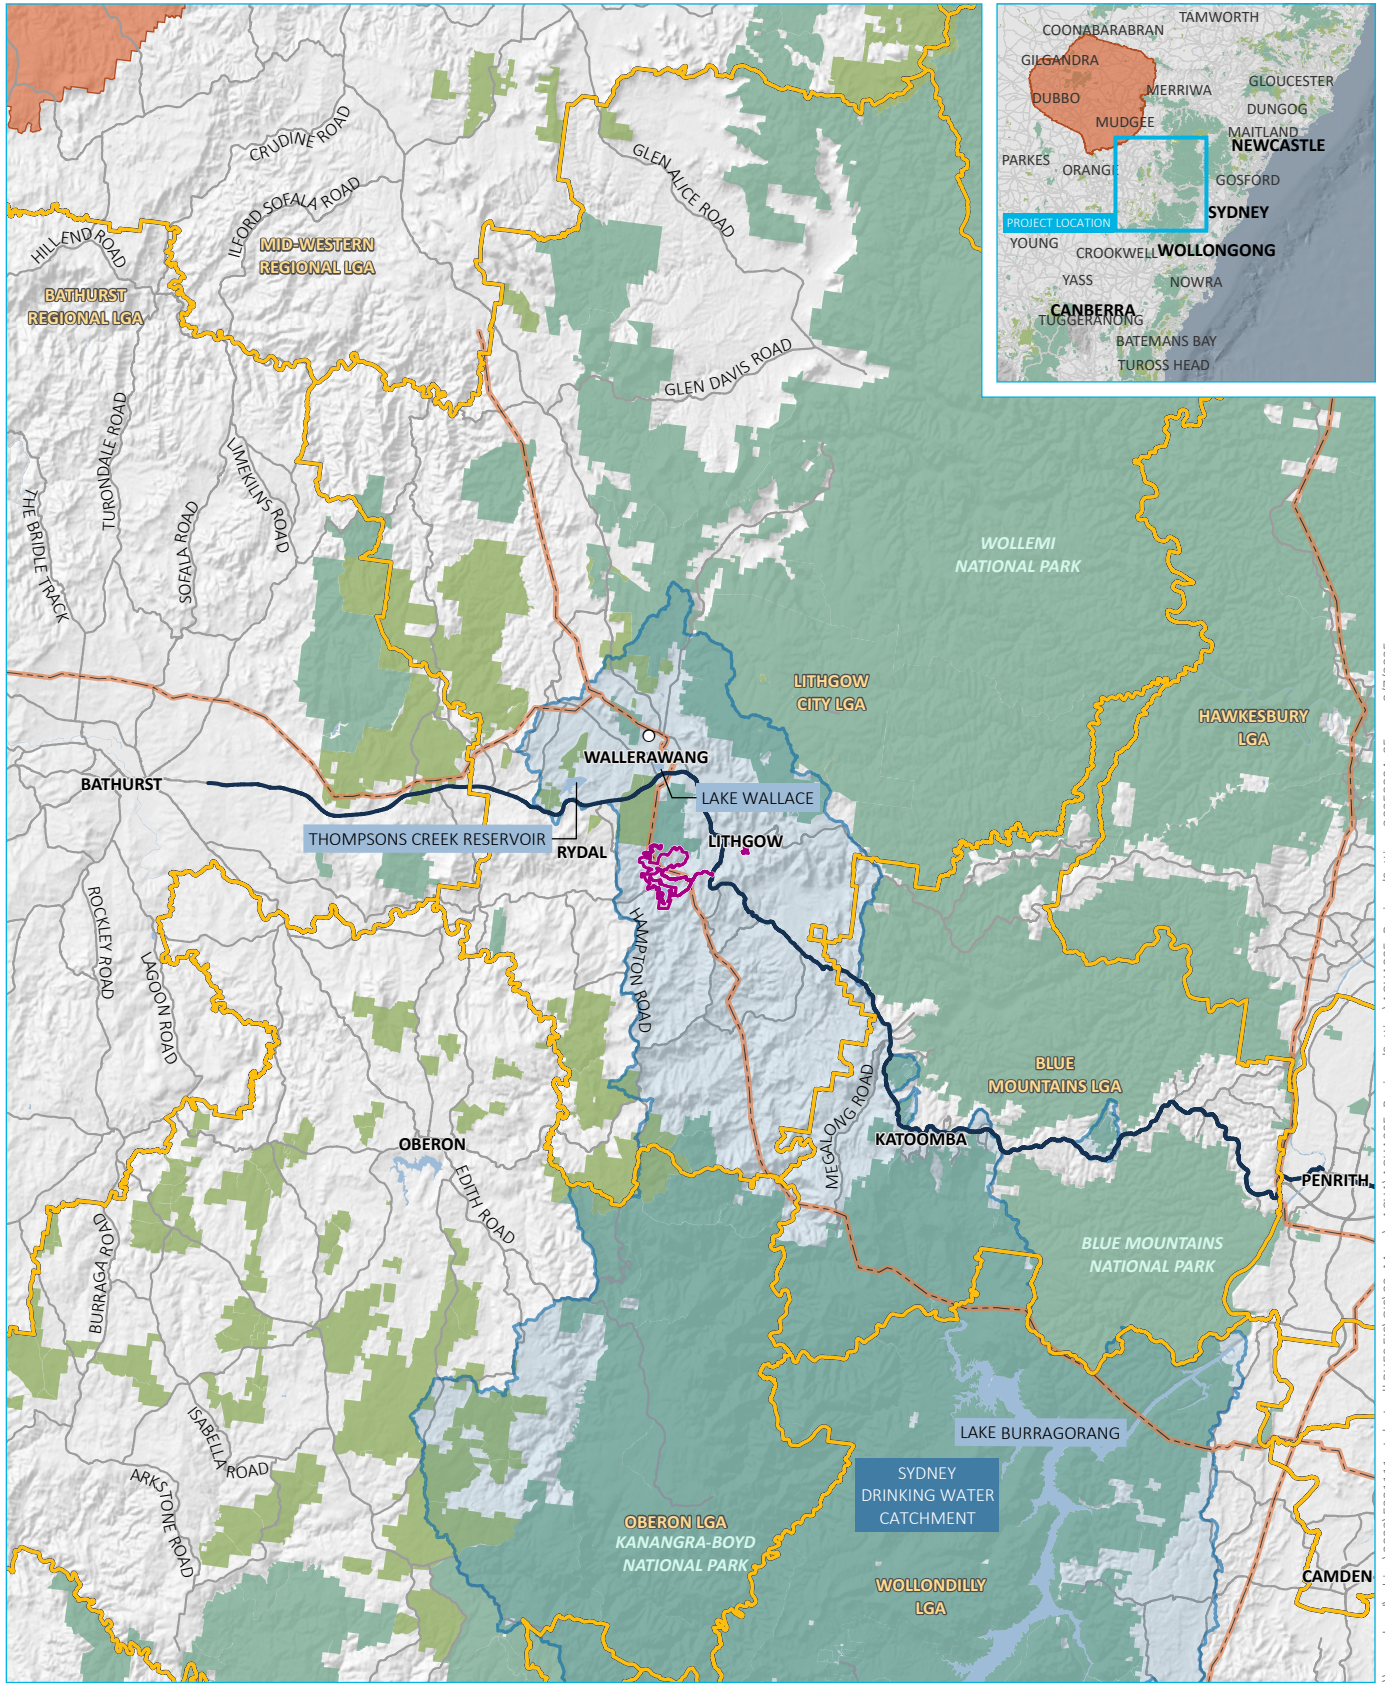 TAMWORTH
COONABARABRAN
GILGANDRA
GLOUCESTER
MERRIWA
DUBBO
DUNGOG
MUDGEE
MAITLAND
NEWCASTLE
PARKES
ORANGE
GOSFORD
SYDNEY
PROJECT LOCATION
YOUNG
CROOKWELL
WOLLONGONG
YASS
NOWRA
CANBERRA
TUGGERANONG
BATEMANS BAY
TUROSS HEAD
CRUDINE ROAD
GLEN ALICE ROAD
ILFORD SOFALA ROAD
HILL END ROAD
MID-WESTERN
REGIONAL LGA
BATHURST
REGIONAL LGA
GLEN DAVIS ROAD
TURONDALE ROAD
LIMEKILNS ROAD
THE BRIDLE TRACK
SOFALA ROAD
WOLLEMI
NATIONAL PARK
LITHGOW
CITY LGA
HAWKESBURY
LGA
WALLERAWANG
BATHURST
LAKE WALLACE
THOMPSONS CREEK RESERVOIR
RYDAL
LITHGOW
ROCKLEY ROAD
LAGOON ROAD
HAMPTON ROAD
BLUE
MOUNTAINS LGA
MEGALONG ROAD
KATOOMBA
OBERON
EDITH ROAD
PENRITH
BURRAGA ROAD
BLUE MOUNTAINS
NATIONAL PARK
ISABELLA ROAD
LAKE BURRAGORANG
ARKSTONE ROAD
SYDNEY
DRINKING WATER
CATCHMENT
OBERON LGA
KANANGRA-BOYD
NATIONAL PARK
WOLLONDILLY
LGA
CAMDEN